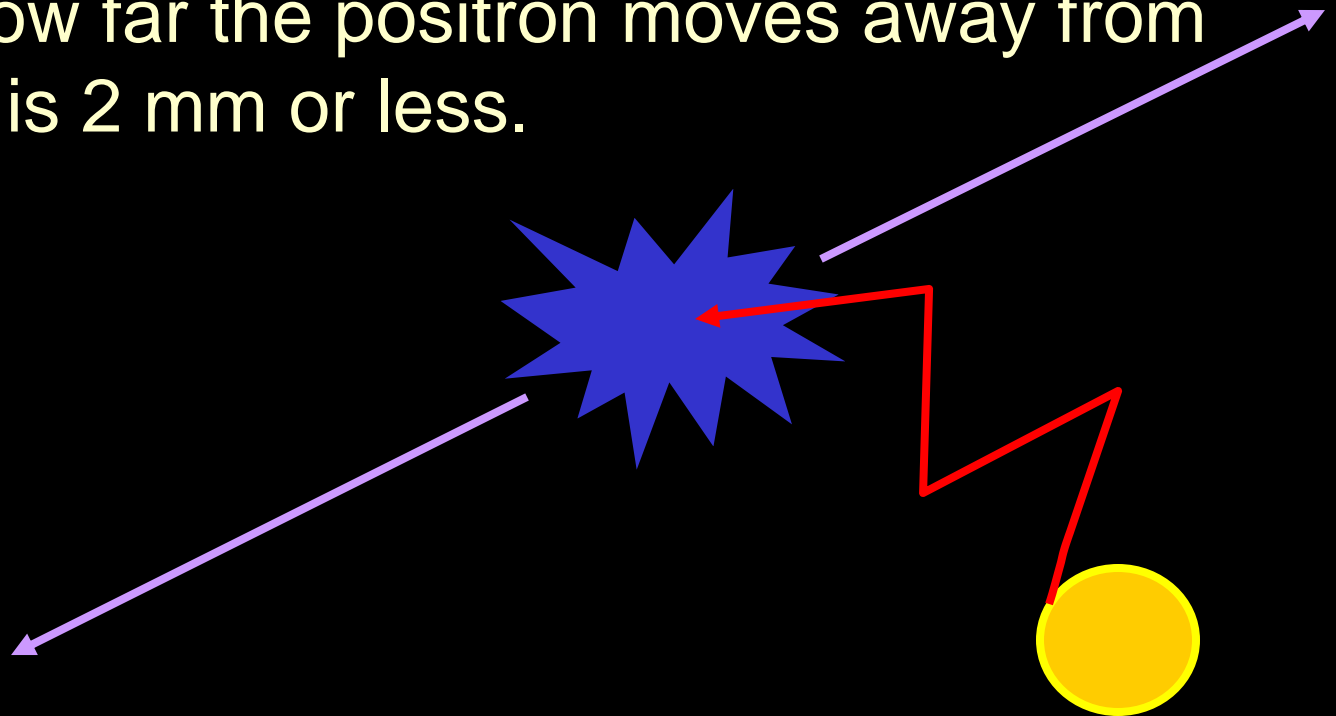 ow far the positron moves away from
is 2 mm or less.